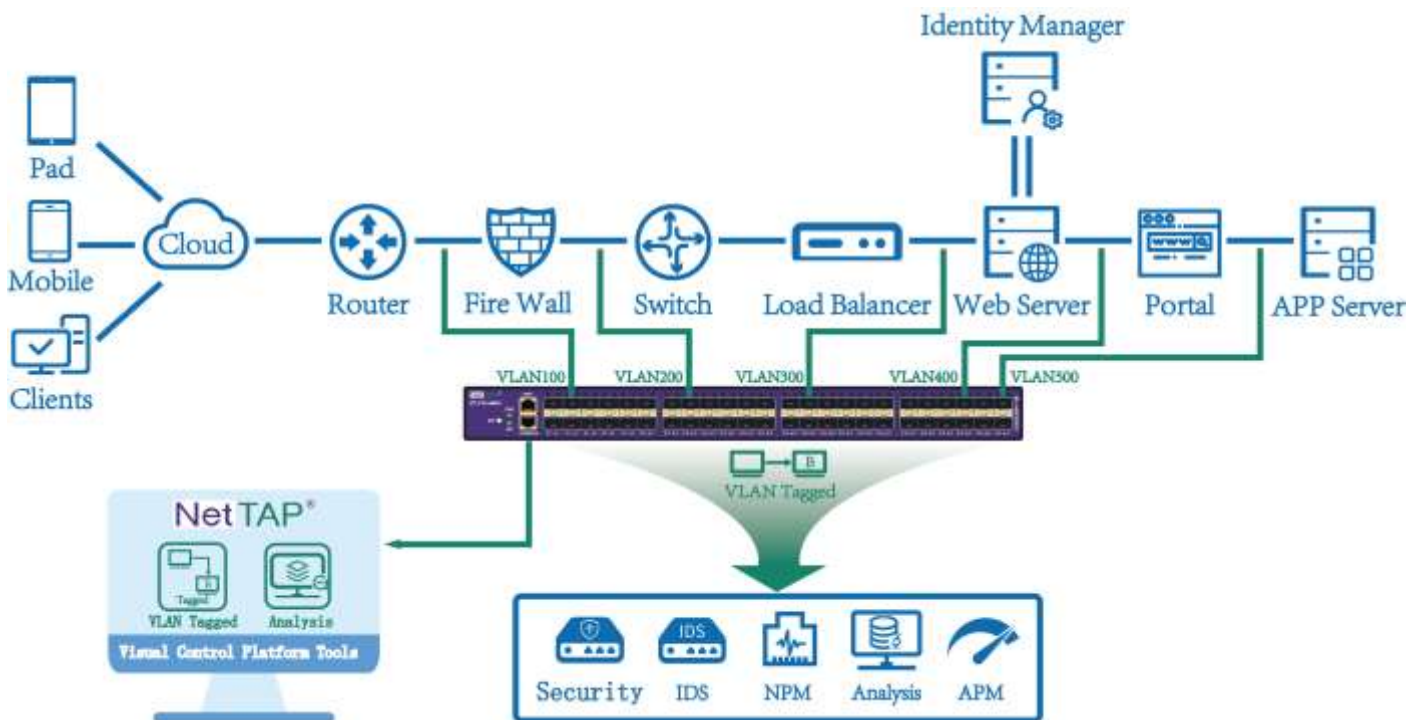 Identity Manager
Pad
Cloud
Mobile
Router
Fire Wall
Switch
Load Balancer
Web Server
Portal
APP Server
www
Clients
VLAN100
VLAN200
VLAN300
VLAN400
VLAN500
B
VLAN Tagged
NetTAP®
B
Tagged
VLAN Tagged
Analysis
Visual Control Platform Tools
IDS
Security
IDS
NPM
Analysis
APM